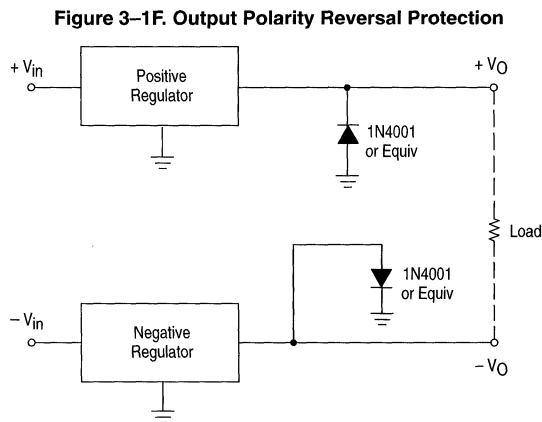 Figure 3–1F. Output Polarity Reversal Protection
+ Vin
Positive
Regulator
+ VO
1N4001
or Equiv
Load
1N4001
or Equiv
– Vin
Negative
Regulator
– VO